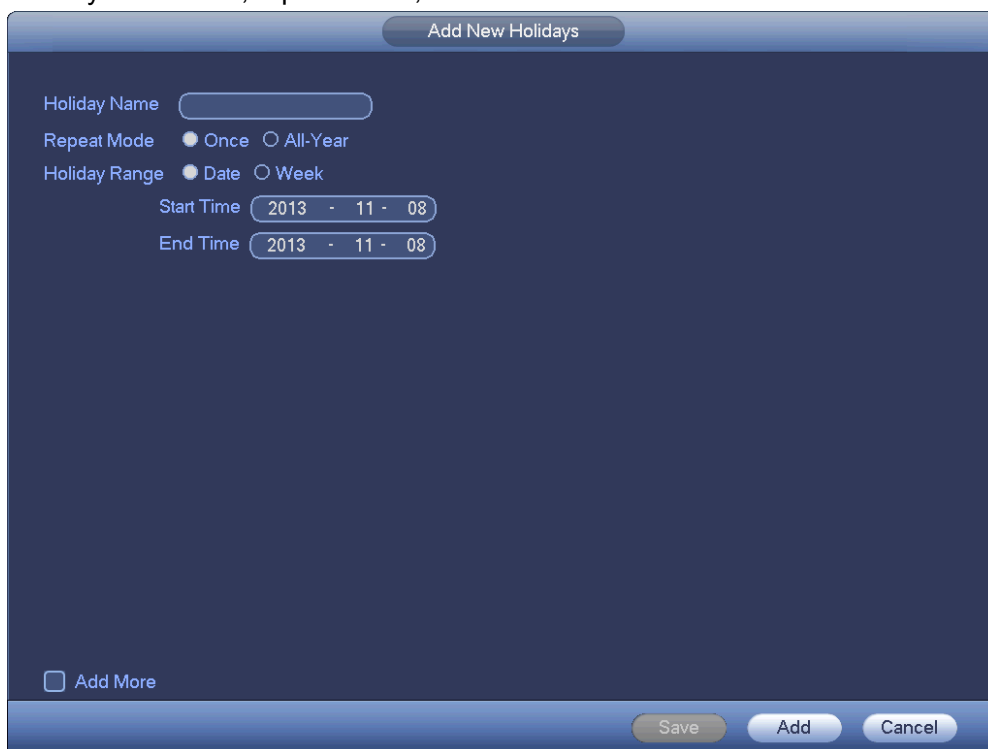 Add New Holidays
Holiday Name
Repeat Mode Once All-Year
Holiday Range Date Week
Start Time 2013 - 11 - 08
End Time 2013 - 11 - 08
Add More
Save Add Cancel